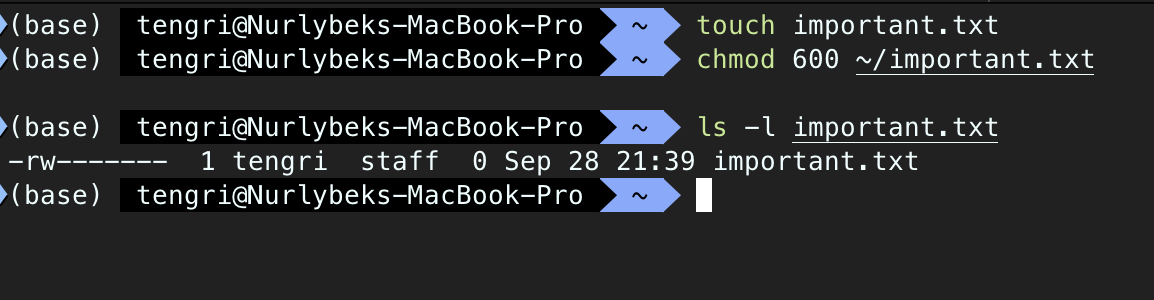 (base) tengri@Nurlybeks-MacBook-Pro ~ touch important.txt
(base) tengri@Nurlybeks-MacBook-Pro ~ chmod 600 ~/important.txt
(base) tengri@Nurlybeks-MacBook-Pro ~ ls -l important.txt
-rw------- 1 tengri staff 0 Sep 28 21:39 important.txt
(base) tengri@Nurlybeks-MacBook-Pro ~